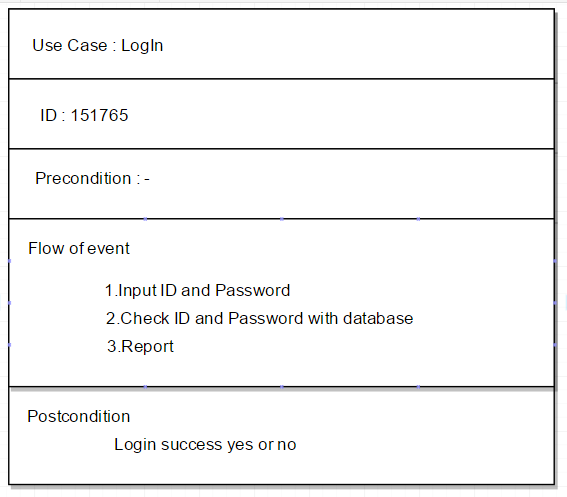 Use Case : LogIn
ID : 151765
Precondition : -
Flow of event
1.Input ID and Password
2.Check ID and Password with database
3.Report
Postcondition
Login success yes or no